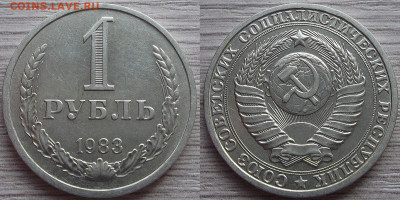 COINS.LAVE.RU
1
РУБЛЬ
1983
СОЮЗ СОВЕТСКИХ СОЦИАЛИСТИЧЕСКИХ РЕСПУБЛИК